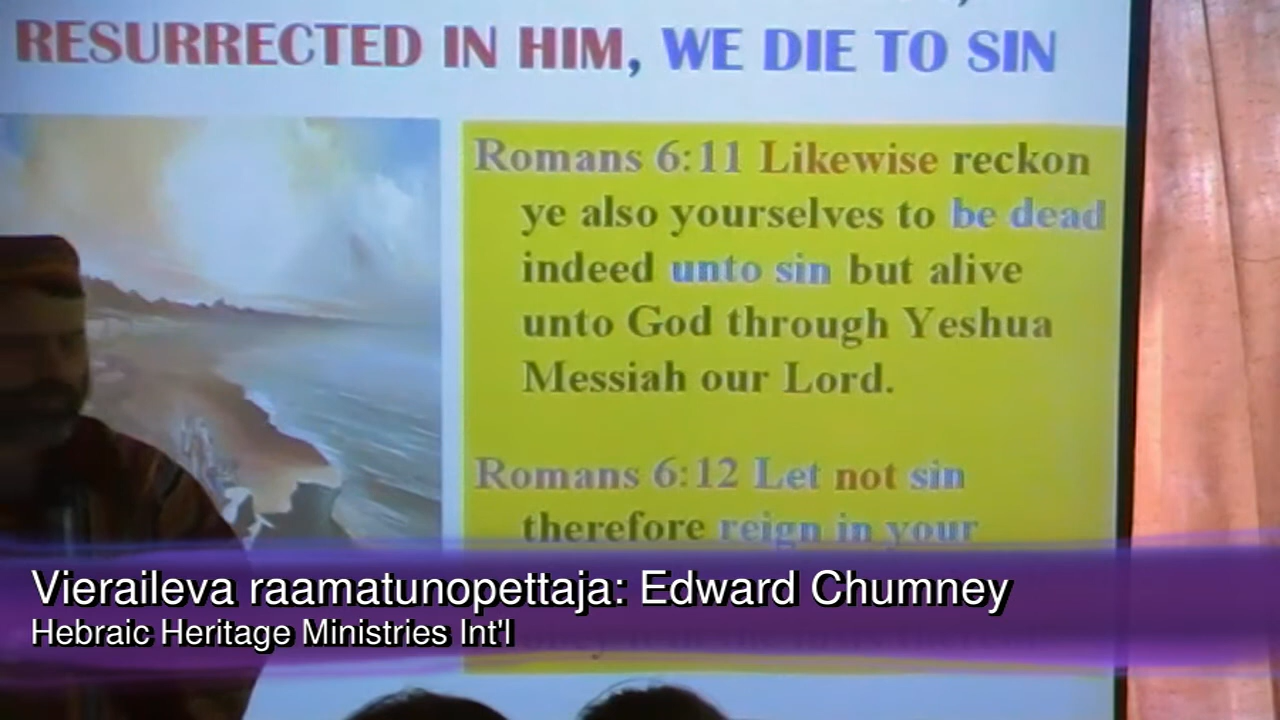 RESURRECTED IN HIM, WE DIE TO SIN
Romans 6:11 Likewise reckon
ye also yourselves to be dead
indeed unto sin but alive
unto God through Yeshua
Messiah our Lord.
Romans 6:12 Let not sin
therefore reign in your
Vieraileva raamatunopettaja: Edward Chumney
Hebraic Heritage Ministries Int'l